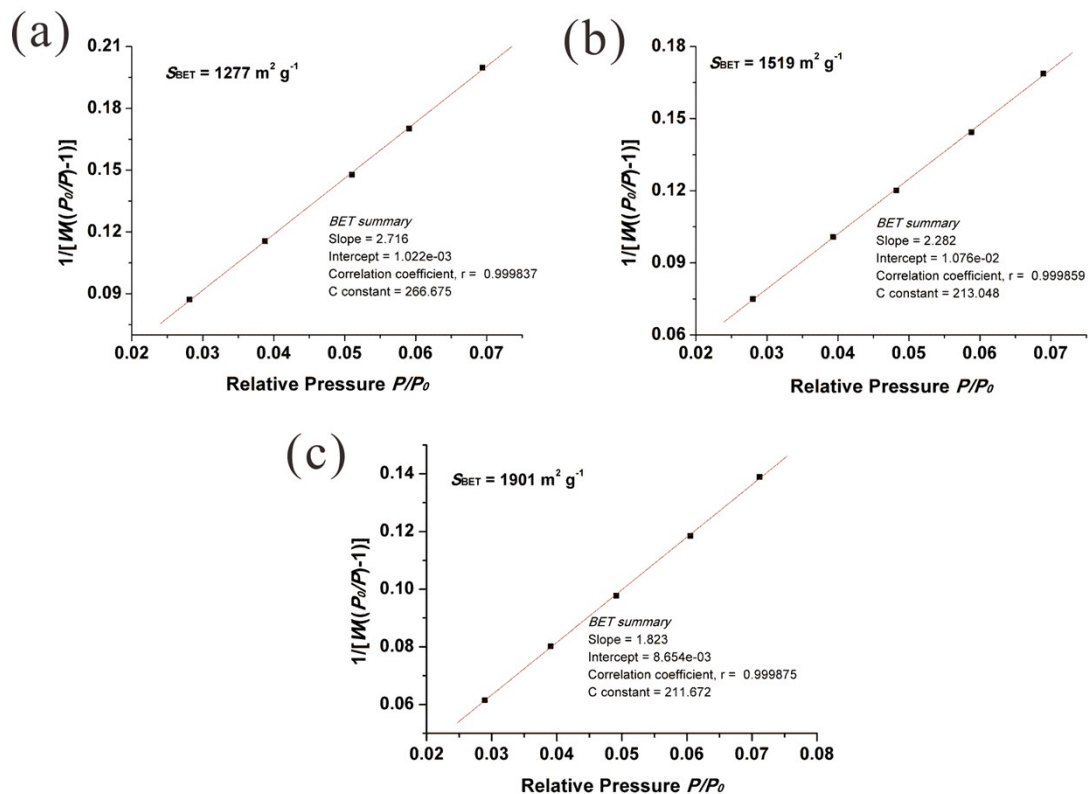 (a)
0.21
0.18
0.15
0.12
0.09
1/[W((P₀/P)-1)]
SBET = 1277 m² g⁻¹
BET summary
Slope = 2.716
Intercept = 1.022e-03
Correlation coefficient, r = 0.999837
C constant = 266.675
0.02 0.03 0.04 0.05 0.06 0.07
Relative Pressure P/P₀
(b)
0.18
0.15
0.12
0.09
0.06
1/[W((P₀/P)-1)]
SBET = 1519 m² g⁻¹
BET summary
Slope = 2.282
Intercept = 1.076e-02
Correlation coefficient, r = 0.999859
C constant = 213.048
0.02 0.03 0.04 0.05 0.06 0.07
Relative Pressure P/P₀
(c)
0.14
0.12
0.10
0.08
0.06
1/[W((P₀/P)-1)]
SBET = 1901 m² g⁻¹
BET summary
Slope = 1.823
Intercept = 8.654e-03
Correlation coefficient, r = 0.999875
C constant = 211.672
0.02 0.03 0.04 0.05 0.06 0.07 0.08
Relative Pressure P/P₀